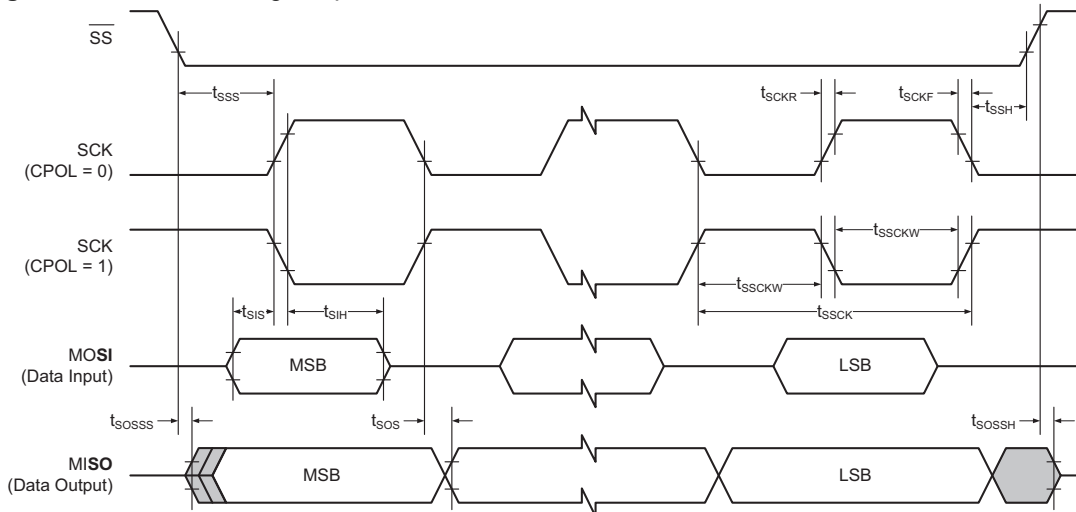 SS
tSSS
tSCKR
tSCKF
tSSH
SCK
(CPOL = 0)
SCK
(CPOL = 1)
tSSCKW
tSSCKW
tSIS
tSIH
tSSCK
MOSI
(Data Input)
MSB
LSB
tSOSSS
tSOS
tSOSSH
MISO
(Data Output)
MSB
LSB